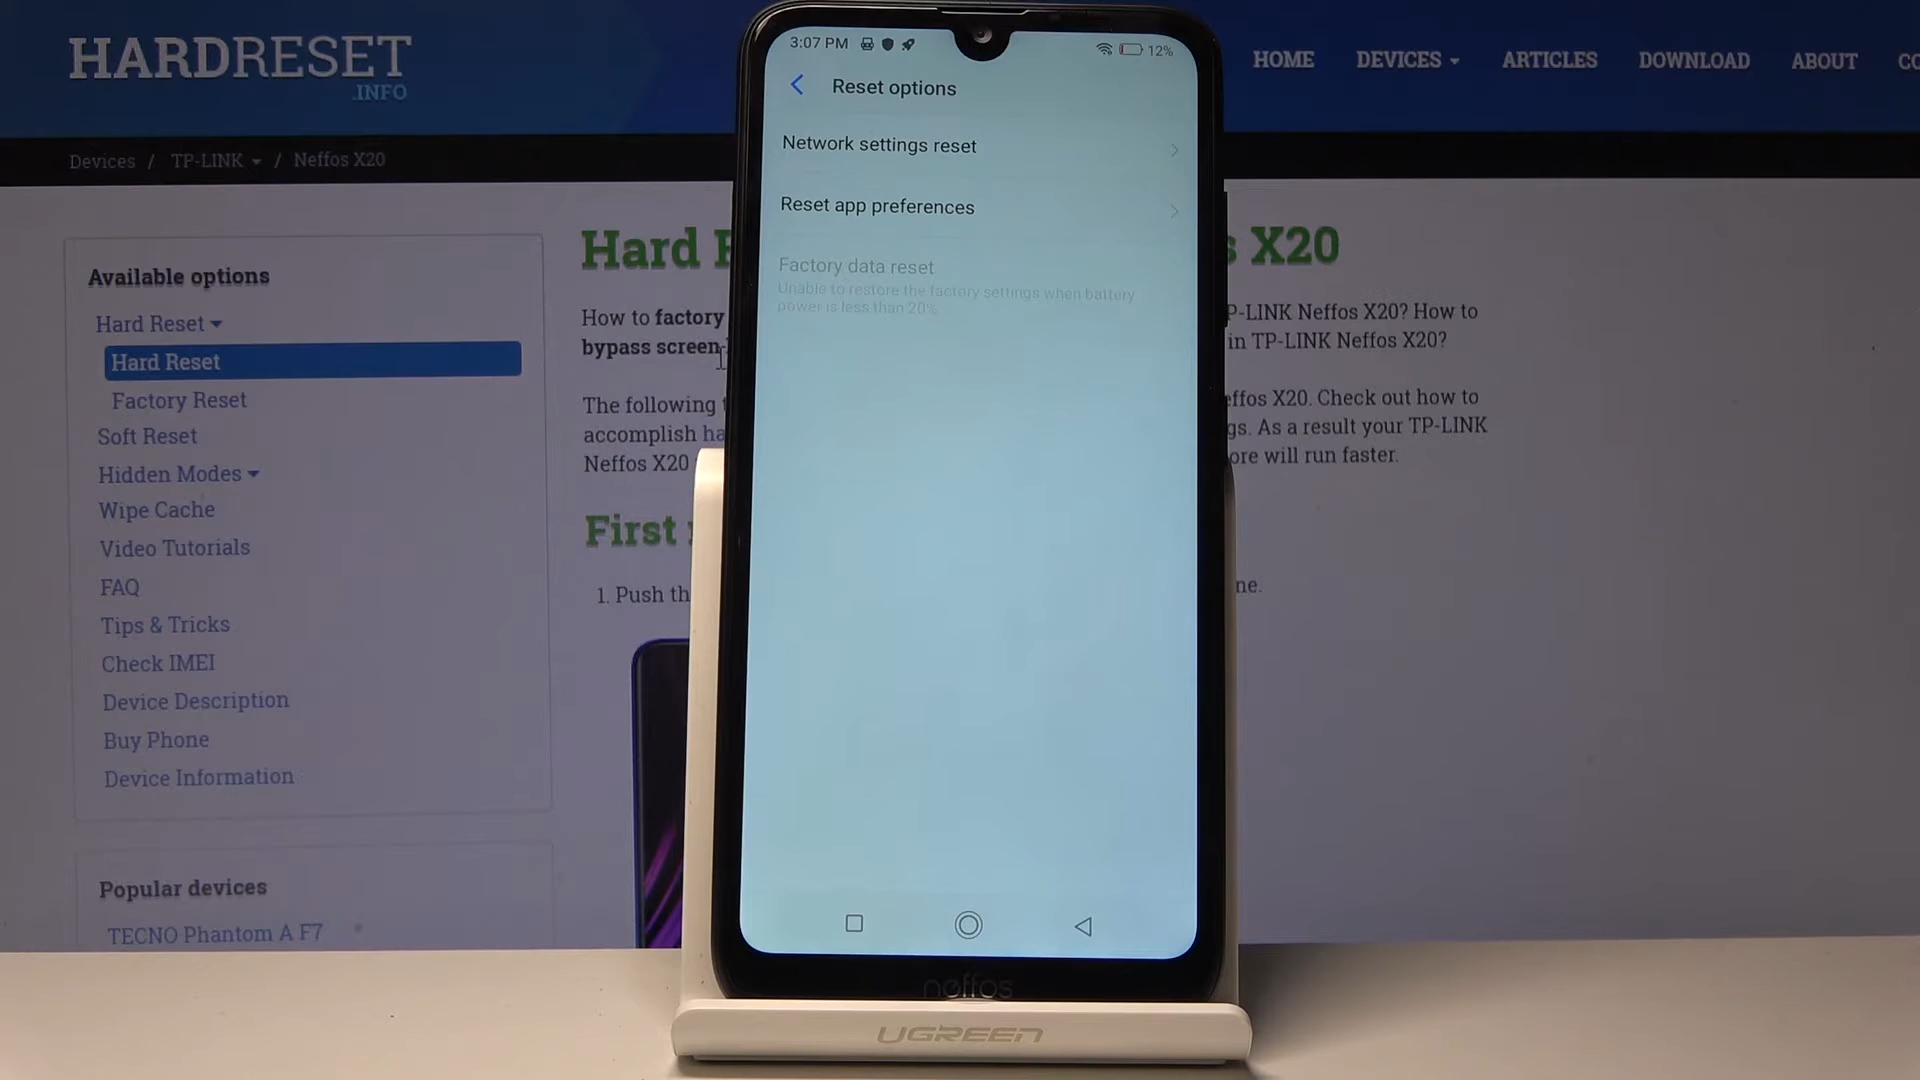 HARDRESET
.INFO
HOME
DEVICES
ARTICLES
DOWNLOAD
ABOUT
Devices / TP-LINK / Neffos X20
Available options
Hard Reset
Hard Reset
Factory Reset
Soft Reset
Hidden Modes
Wipe Cache
Video Tutorials
FAQ
Tips & Tricks
Check IMEI
Device Description
Buy Phone
Device Information
Popular devices
TECNO Phantom A F7
Hard
X20
How to factory
bypass screen
The following
accomplish
Neffos X20
First
1. Push
P-LINK Neffos X20? How to
in TP-LINK Neffos X20?
effos X20. Check out how to
gs. As a result your TP-LINK
ore will run faster.
ne.
3:07 PM
12%
Reset options
Network settings reset
Reset app preferences
Factory data reset
Unable to restore the factory settings when battery
power is less than 20%
neffos
UGREEN